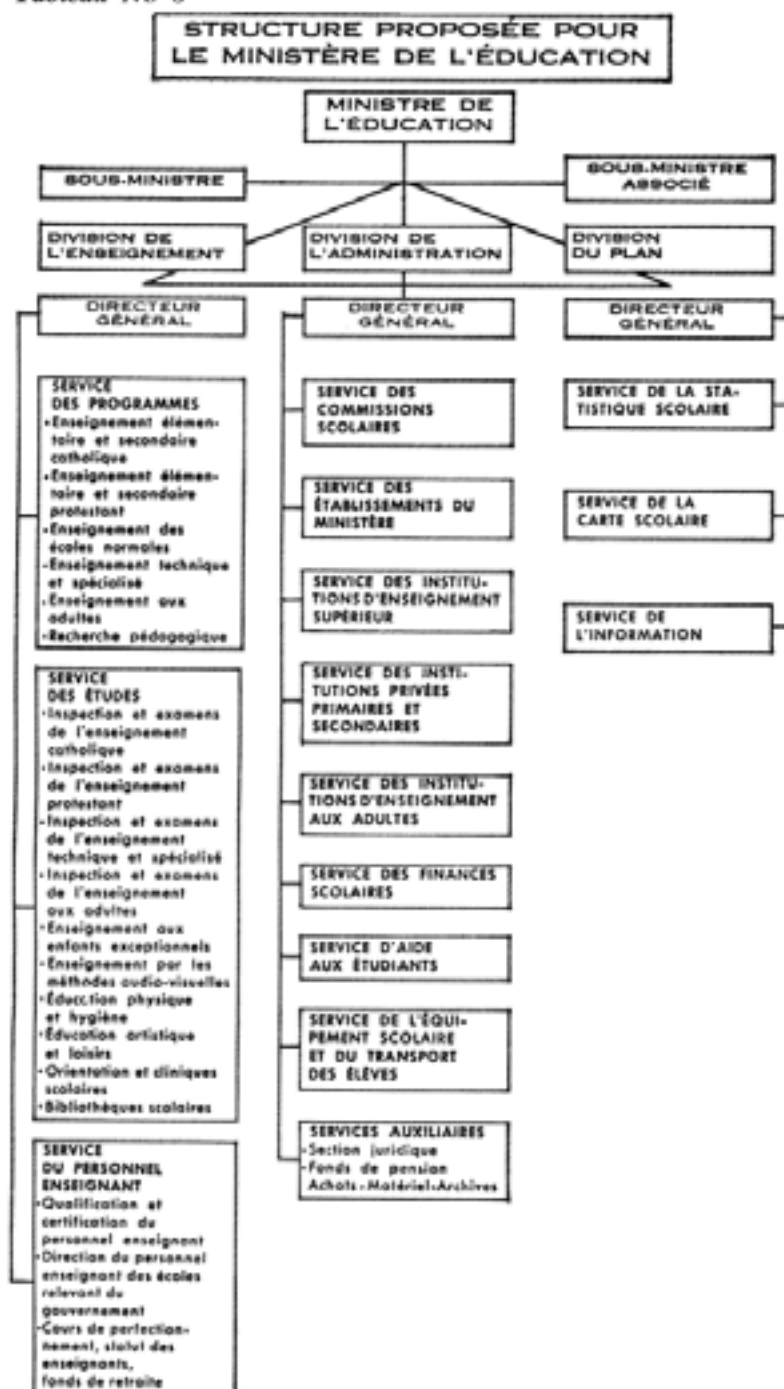 STRUCTURE PROPOSÉE POUR
LE MINISTÈRE DE L'ÉDUCATION
MINISTRE DE
L'ÉDUCATION
SOUS-MINISTRE
SOUS-MINISTRE
ASSOCIÉ
DIVISION DE
L'ENSEIGNEMENT
DIVISION DE
L'ADMINISTRATION
DIVISION
DU PLAN
DIRECTEUR
GÉNÉRAL
DIRECTEUR
GÉNÉRAL
DIRECTEUR
GÉNÉRAL
SERVICE
DES PROGRAMMES
•Enseignement élémen-
taire et secondaire
catholique
•Enseignement élémen-
taire et secondaire
protestant
-Enseignement des
écoles normales
-Enseignement technique
et spécialisé
-Enseignement aux
adultes
-Recherche pédagogique
SERVICE
DES ÉTUDES
•Inspection et examens
de l'enseignement
catholique
•Inspection et examens
de l'enseignement
protestant
-Inspection et examens
de l'enseignement
technique et spécialisé
•Inspection et examens
de l'enseignement
aux adultes
•Enseignement aux
enfants exceptionnels
•Enseignement par les
méthodes audio-visuelles
•Éducation physique
et hygiène
•Éducation artistique
et loisirs
•Orientation et cliniques
scolaires
•Bibliothèques scolaires
SERVICE
DU PERSONNEL
ENSEIGNANT
•Qualification et
certification du
personnel enseignant
•Direction du personnel
enseignant des écoles
relevant du
gouvernement
•Cours de perfection-
nement, statut des
enseignants,
fonds de retraite
SERVICE DES
COMMISSIONS
SCOLAIRES
SERVICE DES
ÉTABLISSEMENTS DU
MINISTÈRE
SERVICE DES INSTITU-
TIONS D'ENSEIGNEMENT
SUPÉRIEUR
SERVICE DES INSTI-
TUTIONS PRIVÉES
PRIMAIRES ET
SECONDAIRES
SERVICE DES INSTITU-
TIONS D'ENSEIGNEMENT
AUX ADULTES
SERVICE DES FINANCES
SCOLAIRES
SERVICE D'AIDE
AUX ÉTUDIANTS
SERVICE DE L'ÉQUI-
PEMENT SCOLAIRE
ET DU TRANSPORT
DES ÉLÈVES
SERVICES AUXILIAIRES
-Section juridique
-Fonds de pension
Achats-Matériel-Archives
SERVICE DE LA STA-
TISTIQUE SCOLAIRE
SERVICE DE LA
CARTE SCOLAIRE
SERVICE DE
L'INFORMATION